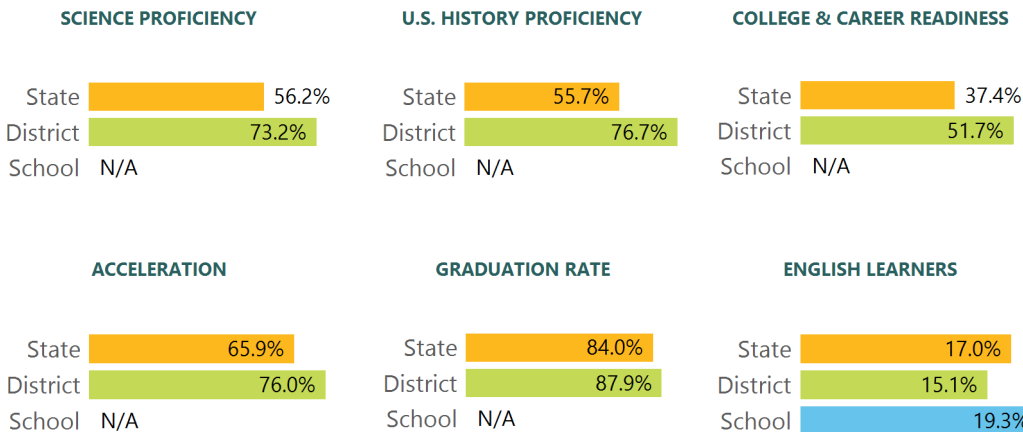 SCIENCE PROFICIENCY
State 56.2%
District 73.2%
School N/A
U.S. HISTORY PROFICIENCY
State 55.7%
District 76.7%
School N/A
COLLEGE & CAREER READINESS
State 37.4%
District 51.7%
School N/A
ACCELERATION
State 65.9%
District 76.0%
School N/A
GRADUATION RATE
State 84.0%
District 87.9%
School N/A
ENGLISH LEARNERS
State 17.0%
District 15.1%
School 19.3%